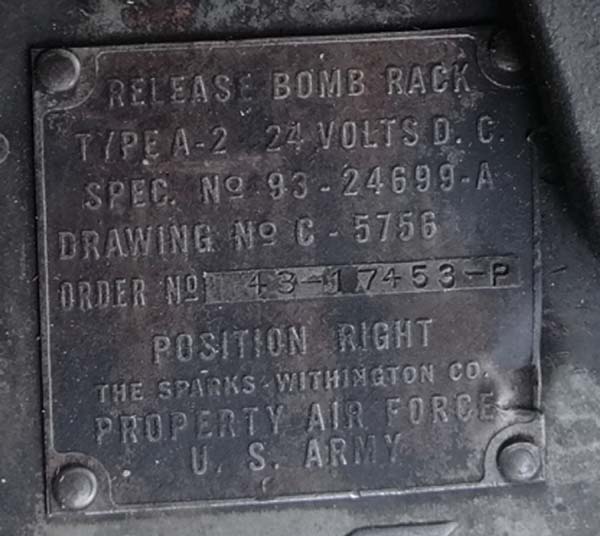 RELEASE BOMB RACK
TYPE A-2 24 VOLTS D. C.
SPEC. Nº 93-24699-A
DRAWING Nº C - 5756
ORDER Nº 43-17453-P
POSITION RIGHT
THE SPARKS-WITHINGTON CO.
PROPERTY AIR FORCE
U. S. ARMY